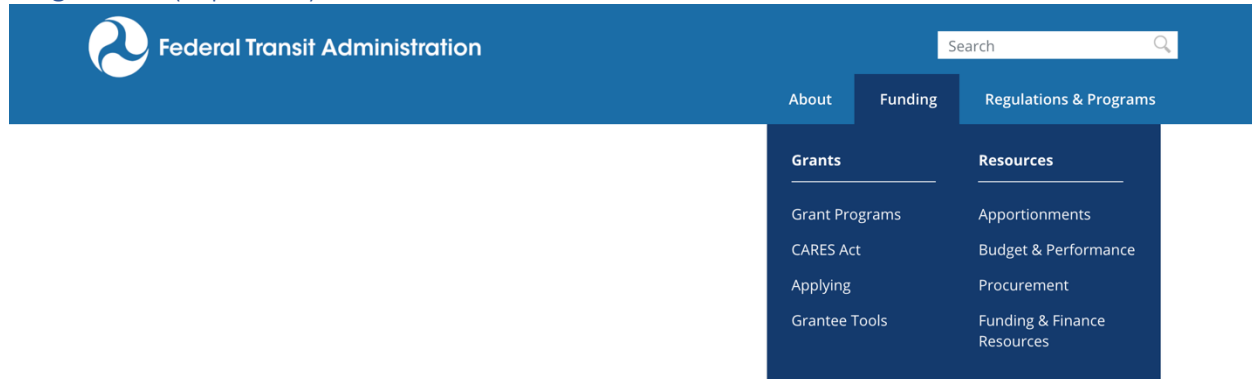 Federal Transit Administration
Search
About Funding Regulations & Programs
Grants
Grant Programs
CARES Act
Applying
Grantee Tools
Resources
Apportionments
Budget & Performance
Procurement
Funding & Finance
Resources